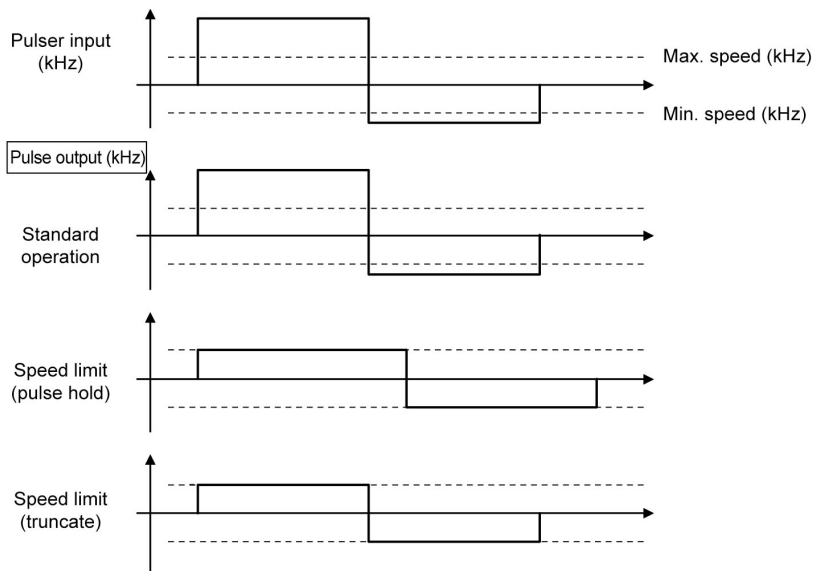 Pulser input
(kHz)
Max. speed (kHz)
Min. speed (kHz)
Pulse output (kHz)
Standard
operation
Speed limit
(pulse hold)
Speed limit
(truncate)